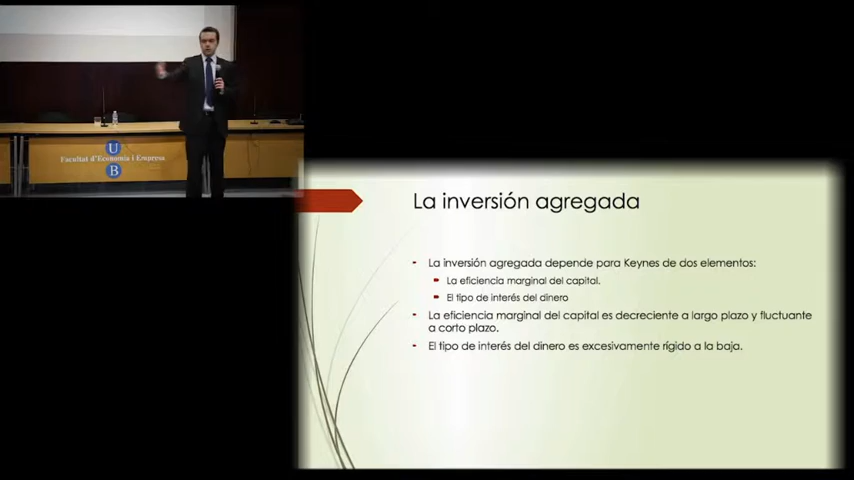 U
Facultat d'Economia i Empresa
B
La inversión agregada
La inversión agregada depende para Keynes de dos elementos:
La eficiencia marginal del capital.
El tipo de interés del dinero
La eficiencia marginal del capital es decreciente a largo plazo y fluctuante
a corto plazo.
El tipo de interés del dinero es excesivamente rígido a la baja.